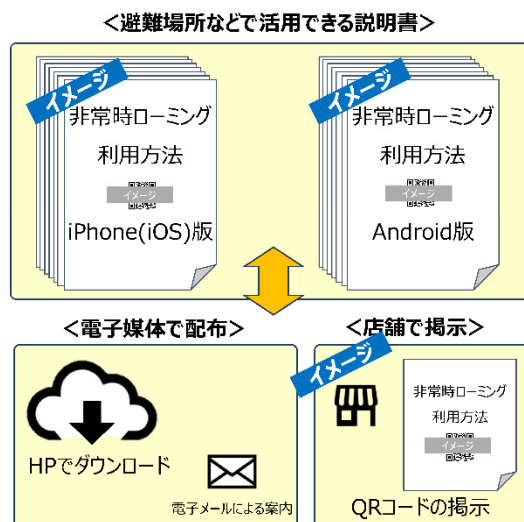 ＜避難場所などで活用できる説明書＞
イメージ
非常時ローミング
利用方法
イメージ
iPhone(iOS)版
イメージ
非常時ローミング
利用方法
イメージ
Android版
＜電子媒体で配布＞
HPでダウンロード
電子メールによる案内
＜店舗で掲示＞
イメージ
非常時ローミング
利用方法
イメージ
QRコードの掲示